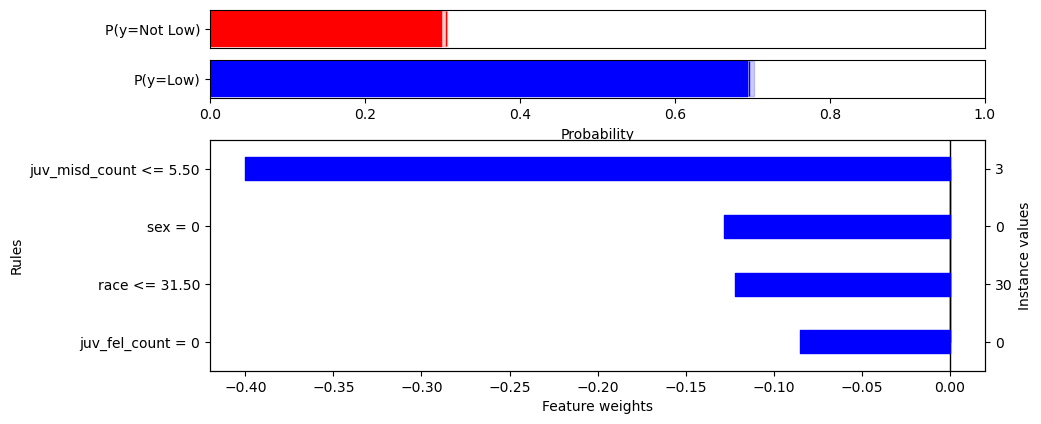 P(y=Not Low)
P(y=Low)
0.0 0.2 0.4 0.6 0.8 1.0
Probability
juv_misd_count <= 5.50 3
sex = 0 0
race <= 31.50 30
juv_fel_count = 0 0
Rules
Instance values
−0.40 −0.35 −0.30 −0.25 −0.20 −0.15 −0.10 −0.05 0.00
Feature weights